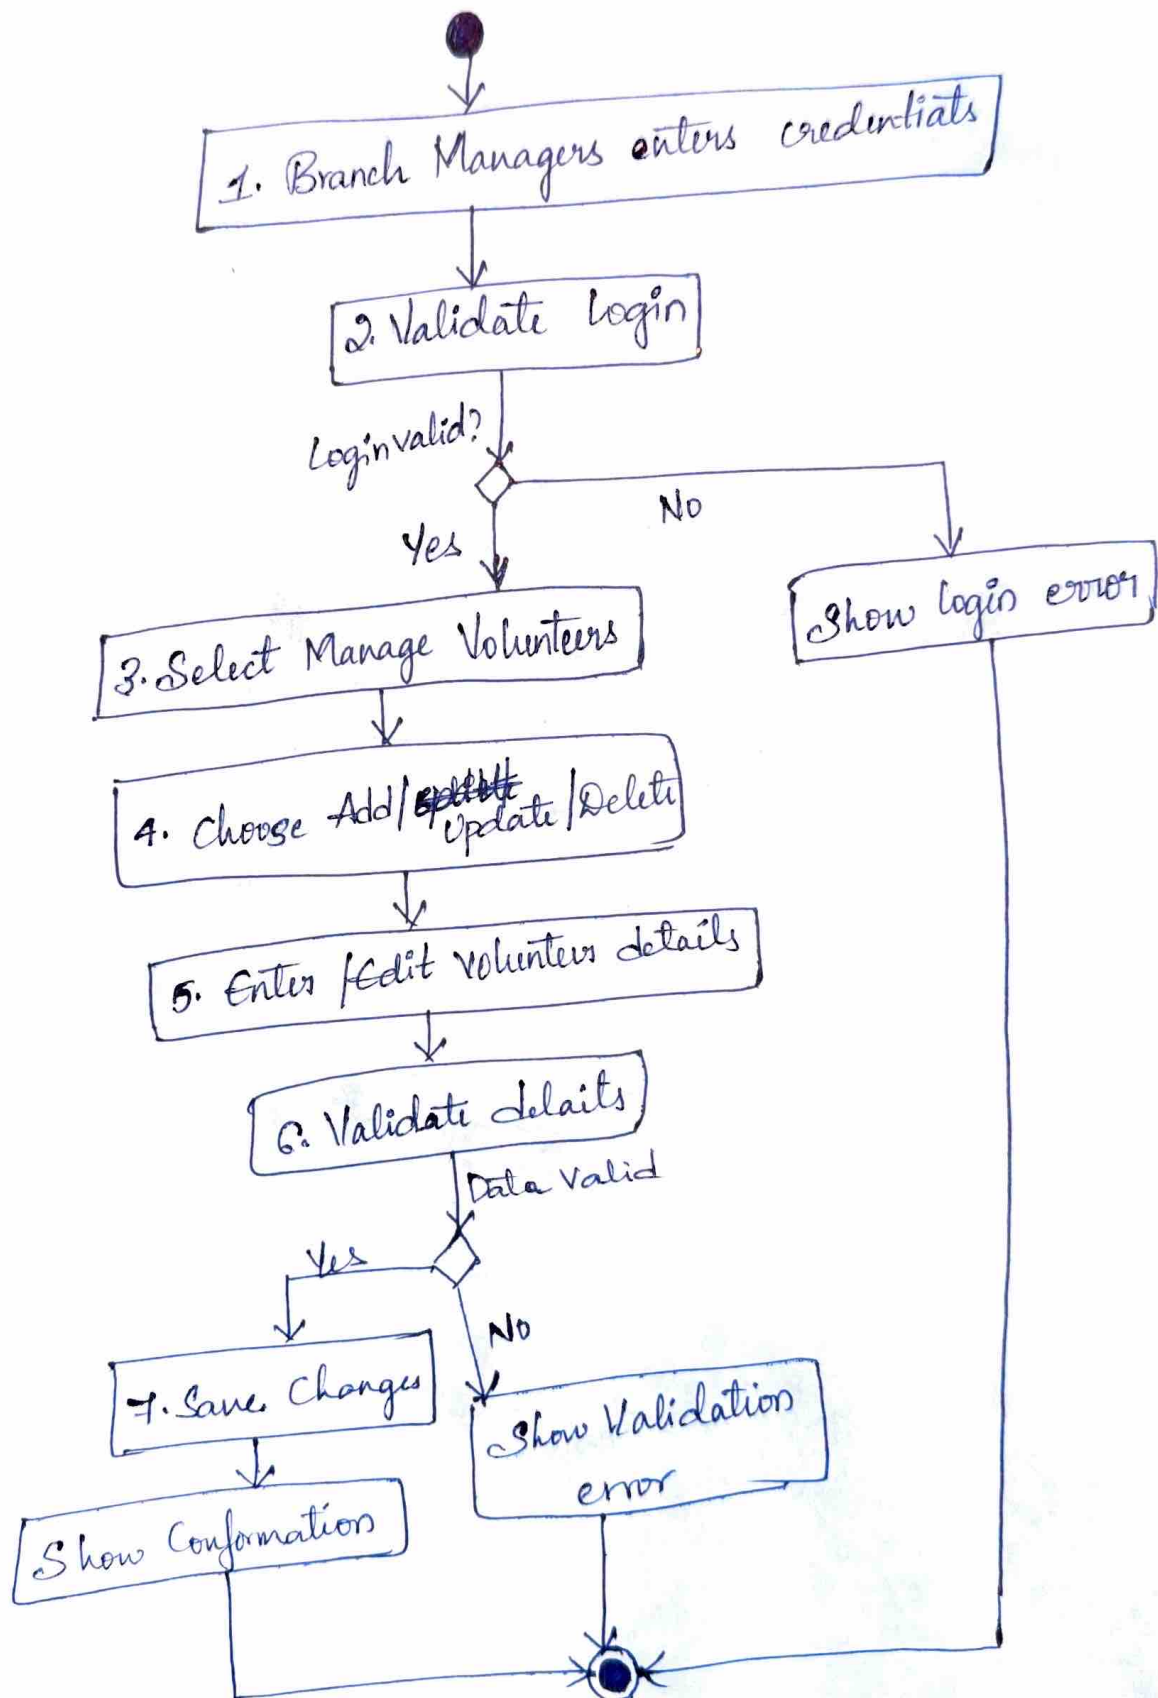 1. Branch Managers enters credentials
2. Validate Login
Login valid?
No
Yes
Show login error
3. Select Manage Volunteers
4. Choose Add/ Update /Delete
5. Enter /Edit volunteers details
6. Validate details
Data valid
Yes
No
7. Save Changes
Show Validation
error
Show Conformation